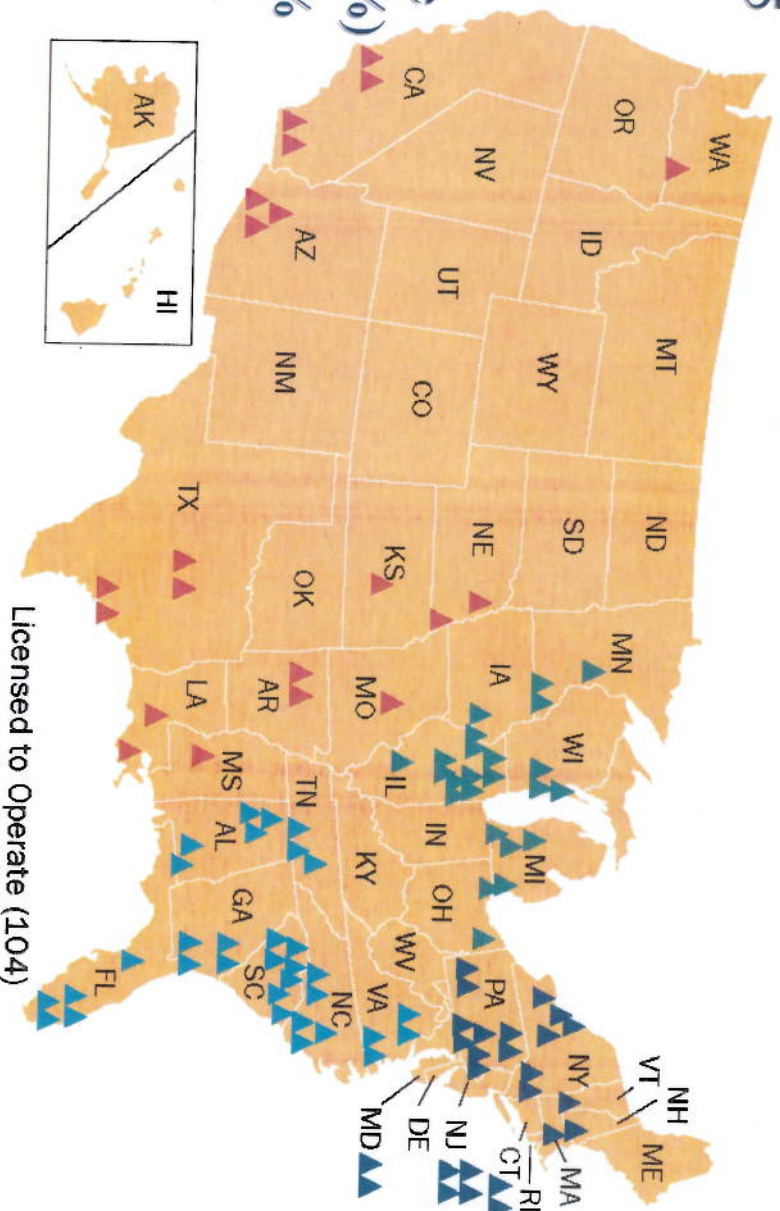 %)
%
WA
MT
ND
MN
OR
ID
SD
WI
VT
NH
ME
WY
NE
IA
MI
NY
MA
NV
UT
CO
KS
MO
IL
IN
OH
PA
RI
CT
NJ
DE
MD
CA
AZ
NM
OK
AR
TN
KY
WV
VA
NC
TX
LA
MS
AL
GA
SC
FL
AK
HI
Licensed to Operate (104)